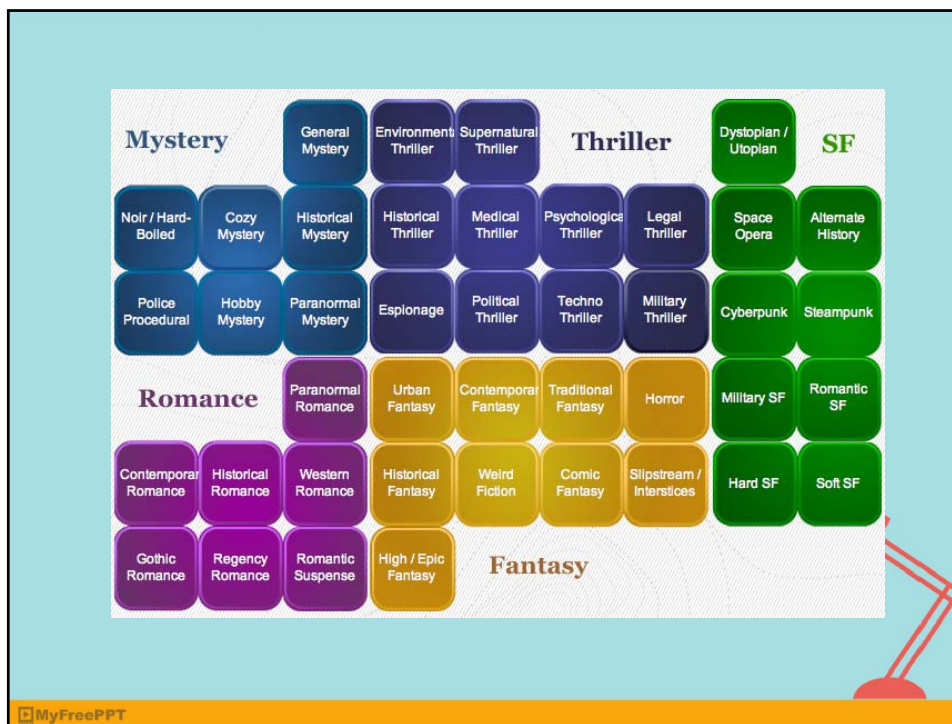 Mystery
General
Mystery
Environmenta
Thriller
Supernatural
Thriller
Thriller
Dystopian /
Utopian
SF
Noir / Hard-
Boiled
Cozy
Mystery
Historical
Mystery
Historical
Thriller
Medical
Thriller
Psychologica
Thriller
Legal
Thriller
Space
Opera
Alternate
History
Police
Procedural
Hobby
Mystery
Paranormal
Mystery
Espionage
Political
Thriller
Techno
Thriller
Military
Thriller
Cyberpunk
Steampunk
Romance
Paranormal
Romance
Urban
Fantasy
Contemporar
Fantasy
Traditional
Fantasy
Horror
Military SF
Romantic
SF
Contemporar
Romance
Historical
Romance
Western
Romance
Historical
Fantasy
Weird
Fiction
Comic
Fantasy
Slipstream /
Interstices
Hard SF
Soft SF
Gothic
Romance
Regency
Romance
Romantic
Suspense
High / Epic
Fantasy
Fantasy
MyFreePPT